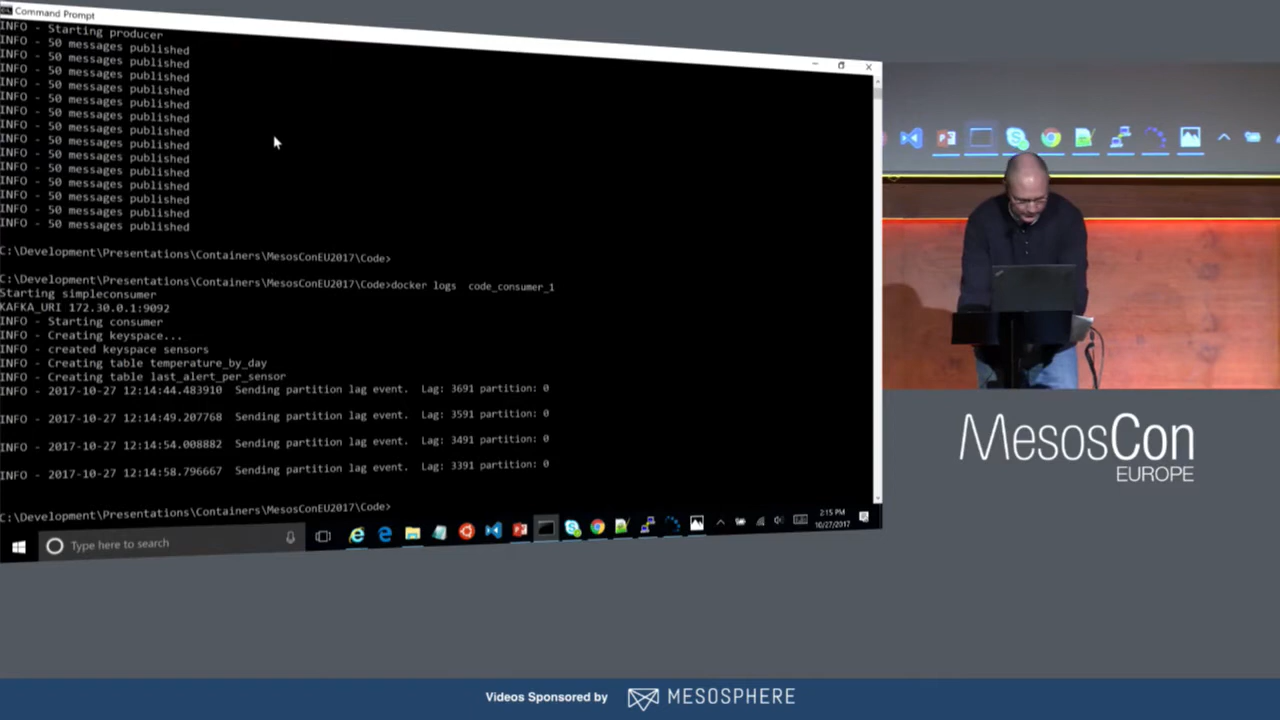 Command Prompt
INFO - Starting producer
INFO - 50 messages published
INFO - 50 messages published
INFO - 50 messages published
INFO - 50 messages published
INFO - 50 messages published
INFO - 50 messages published
INFO - 50 messages published
INFO - 50 messages published
INFO - 50 messages published
INFO - 50 messages published
INFO - 50 messages published
INFO - 50 messages published
INFO - 50 messages published
INFO - 50 messages published
C:\Development\Presentations\Containers\MesosConEU2017\Code>
C:\Development\Presentations\Containers\MesosConEU2017\Code>docker logs code_consumer_1
Starting simpleconsumer
KAFKA_URI 172.30.0.1:9092
INFO - Starting consumer
INFO - Creating keyspace...
INFO - created keyspace sensors
INFO - Creating table temperature_by_day
INFO - Creating table last_alert_per_sensor
INFO - 2017-10-27 12:14:44.483910 Sending partition lag event. Lag: 3691 partition: 0
INFO - 2017-10-27 12:14:49.207768 Sending partition lag event. Lag: 3591 partition: 0
INFO - 2017-10-27 12:14:54.008882 Sending partition lag event. Lag: 3491 partition: 0
INFO - 2017-10-27 12:14:58.796667 Sending partition lag event. Lag: 3391 partition: 0
C:\Development\Presentations\Containers\MesosConEU2017\Code>
Type here to search
2:15 PM
10/27/2017
MesosCon
EUROPE
Videos Sponsored by MESOSPHERE